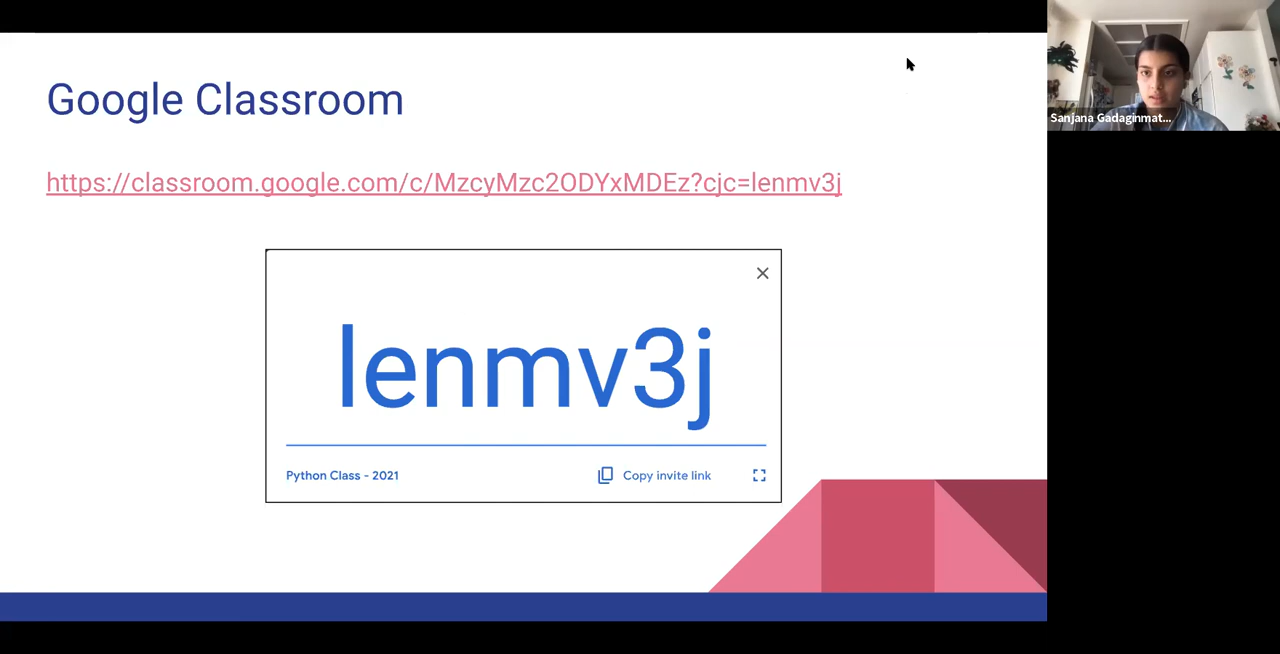 Google Classroom
https://classroom.google.com/c/MzcyMzc2ODYxMDEz?cjc=lenmv3j
lenmv3j
Python Class - 2021
Copy invite link
Sanjana Gadaginmat...